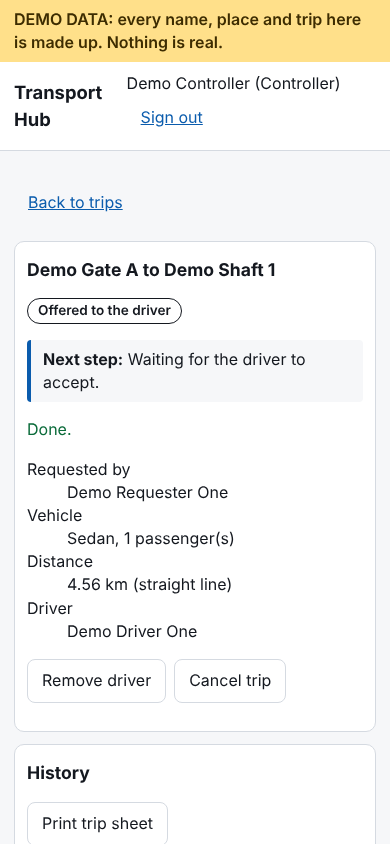 DEMO DATA: every name, place and trip here
is made up. Nothing is real.
Transport
Hub
Demo Controller (Controller)
Sign out
Back to trips
Demo Gate A to Demo Shaft 1
Offered to the driver
Next step: Waiting for the driver to
accept.
Done.
Requested by
Demo Requester One
Vehicle
Sedan, 1 passenger(s)
Distance
4.56 km (straight line)
Driver
Demo Driver One
Remove driver
Cancel trip
History
Print trip sheet